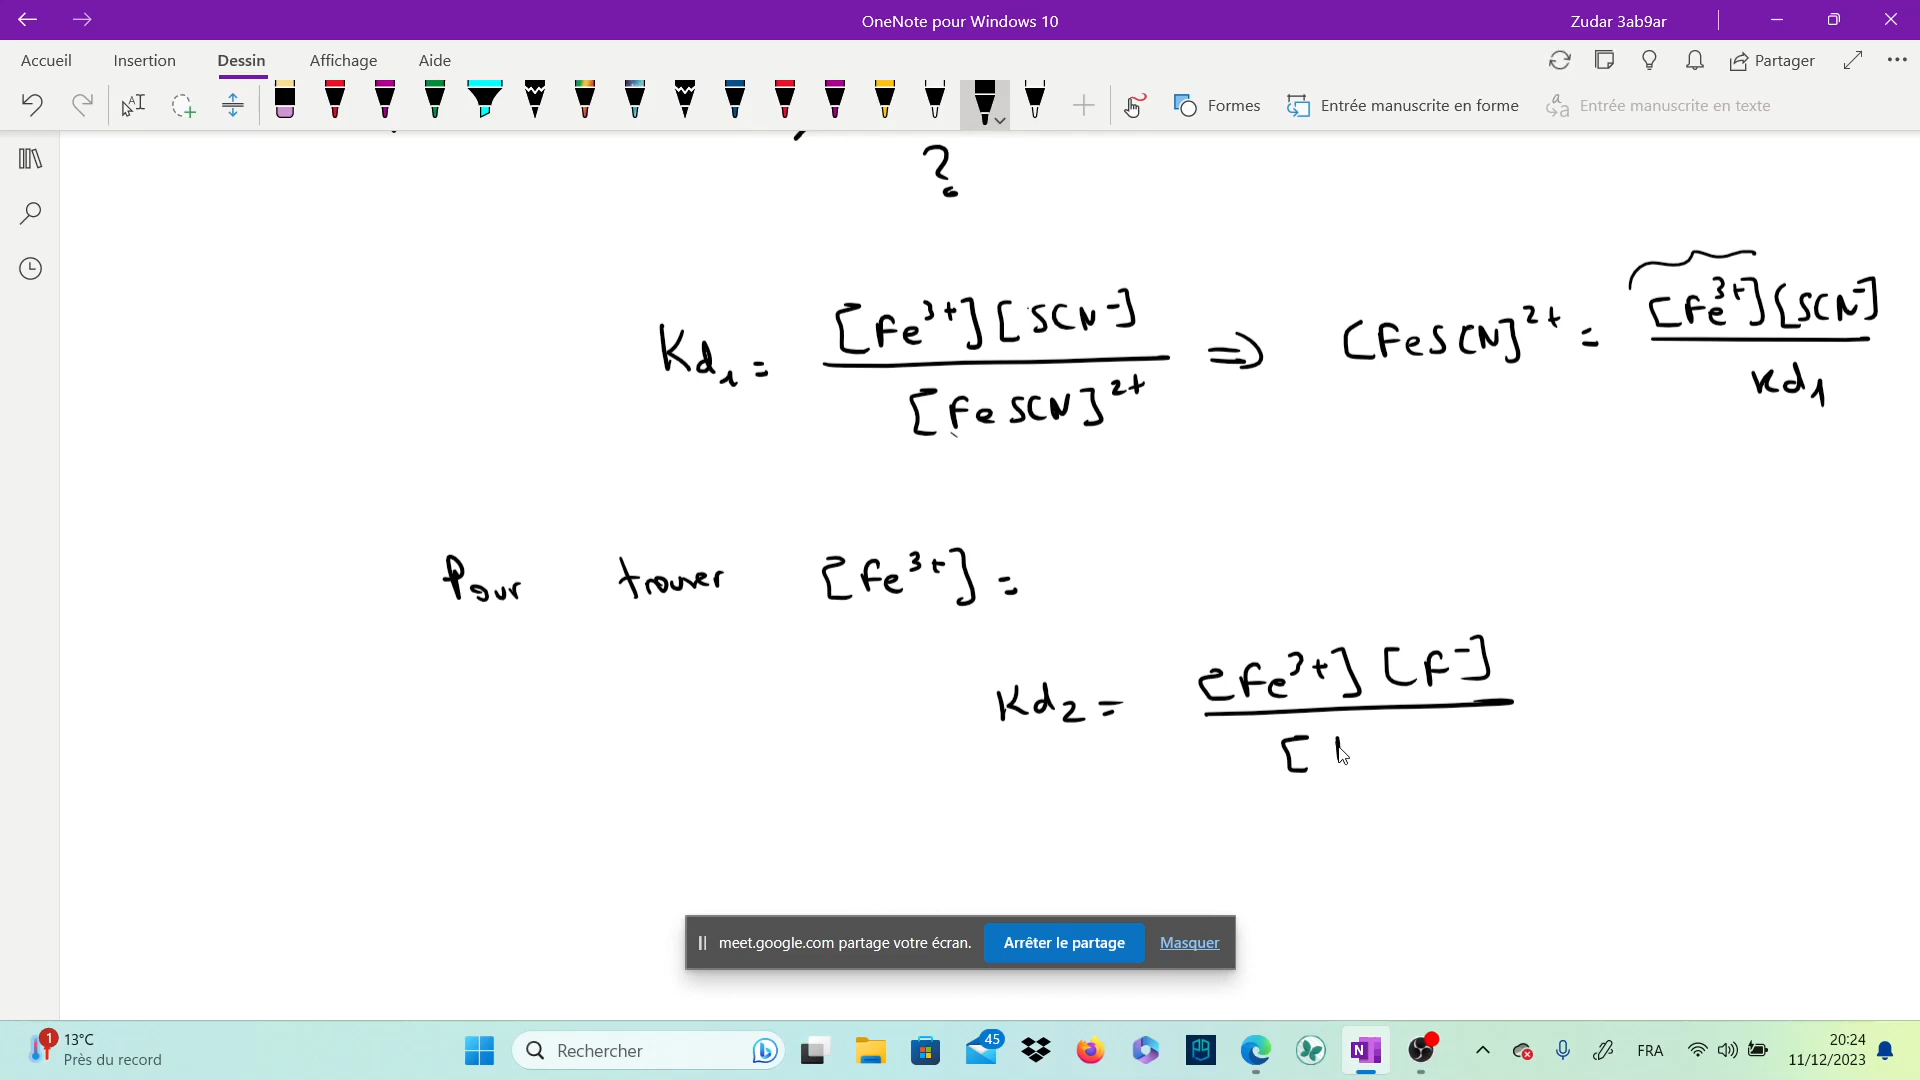 OneNote pour Windows 10
Zudar 3ab9ar
Accueil Insertion Dessin Affichage Aide
Partager
Formes Entrée manuscrite en forme Entrée manuscrite en texte
?
Kd₁ = [Fe³⁺][SCN⁻] / [FeSCN]²⁺ ⇒ [FeSCN]²⁺ = [Fe³⁺][SCN⁻] / Kd₁
Pour trouver [Fe³⁺] =
Kd₂ = [Fe³⁺][F⁻] / [
meet.google.com partage votre écran. Arrêter le partage Masquer
1 13°C
Près du record
Rechercher
45
FRA
20:24
11/12/2023